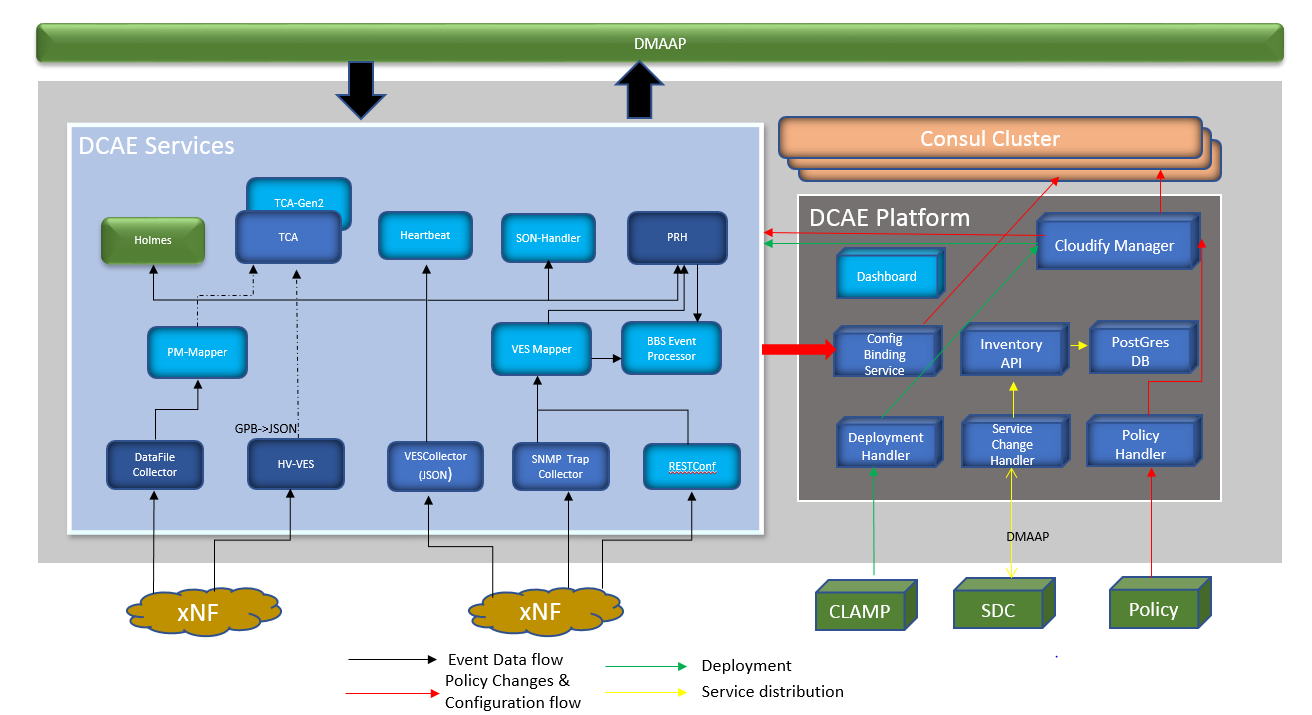 DMAAP
DCAE Services
Consul Cluster
DCAE Platform
TCA-Gen2
Holmes
TCA
Heartbeat
SON-Handler
PRH
Cloudify Manager
Dashboard
PM-Mapper
VES Mapper
BBS Event
Processor
Config
Binding
Service
Inventory
API
PostGres
DB
GPB->JSON
DataFile
Collector
HV-VES
VESCollector
(JSON)
SNMP Trap
Collector
RESTConf
Deployment
Handler
Service
Change
Handler
Policy
Handler
DMAAP
xNF
xNF
CLAMP
SDC
Policy
Event Data flow
Policy Changes &
Configuration flow
Deployment
Service distribution